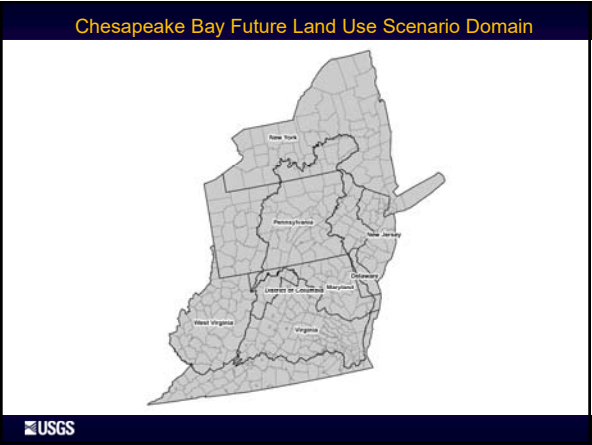 Chesapeake Bay Future Land Use Scenario Domain
New York
Pennsylvania
New Jersey
Delaware
District of Columbia
Maryland
West Virginia
Virginia
USGS